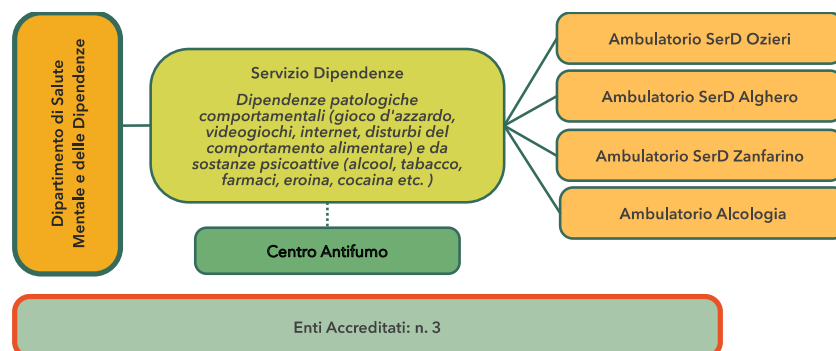 Dipartimento di Salute
Mentale e delle Dipendenze
Servizio Dipendenze
Dipendenze patologiche
comportamentali (gioco d'azzardo,
videogiochi, internet, disturbi del
comportamento alimentare) e da
sostanze psicoattive (alcool, tabacco,
farmaci, eroina, cocaina etc. )
Centro Antifumo
Ambulatorio SerD Ozieri
Ambulatorio SerD Alghero
Ambulatorio SerD Zanfarino
Ambulatorio Alcologia
Enti Accreditati: n. 3